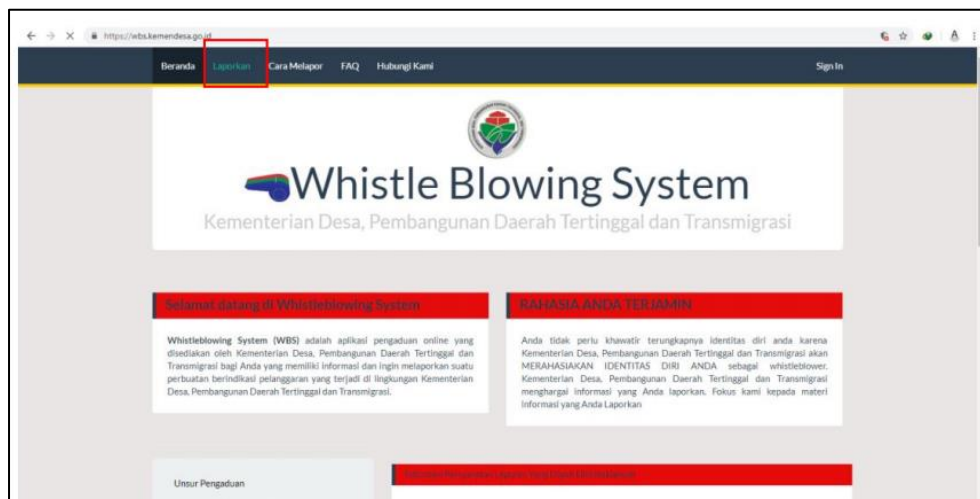 https://wbs.kemendesa.go.id
Beranda Laporkan Cara Melapor FAQ Hubungi Kami Sign In
Whistle Blowing System
Kementerian Desa, Pembangunan Daerah Tertinggal dan Transmigrasi
Selamat datang di Whistleblowing System
Whistleblowing System (WBS) adalah aplikasi pengaduan online yang
disediakan oleh Kementerian Desa, Pembangunan Daerah Tertinggal dan
Transmigrasi bagi Anda yang memiliki informasi dan ingin melaporkan suatu
perbuatan berindikasi pelanggaran yang terjadi di lingkungan Kementerian
Desa, Pembangunan Daerah Tertinggal dan Transmigrasi.
RAHASIA ANDA TERJAMIN
Anda tidak perlu khawatir terungkapnya identitas diri anda karena
Kementerian Desa, Pembangunan Daerah Tertinggal dan Transmigrasi akan
MERAHASIAKAN IDENTITAS DIRI ANDA sebagai whistleblower.
Kementerian Desa, Pembangunan Daerah Tertinggal dan Transmigrasi
menghargai informasi yang Anda laporkan. Fokus kami kepada materi
informasi yang Anda Laporkan
Unsur Pengaduan